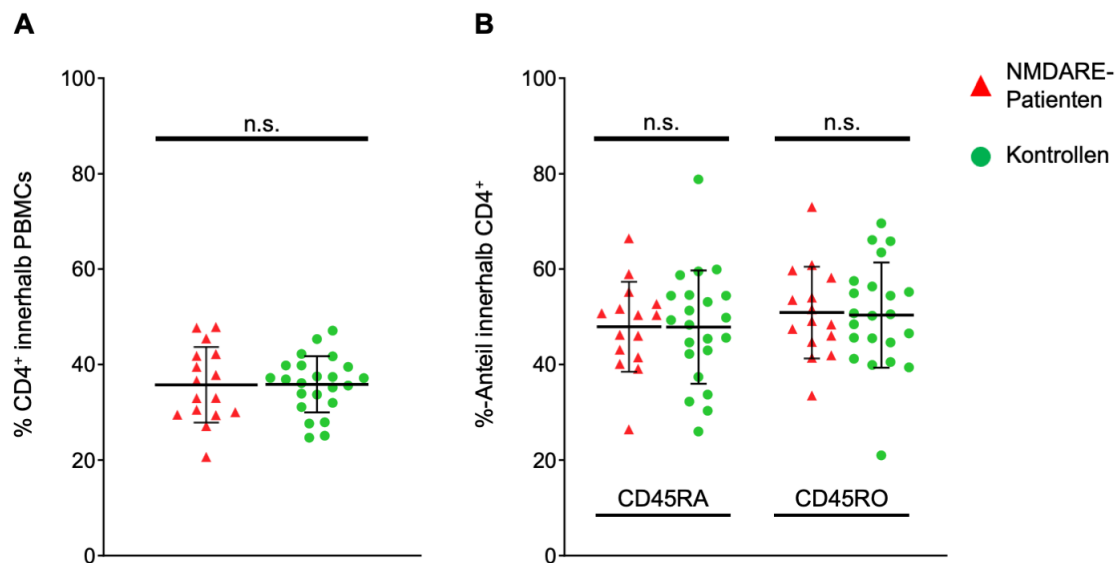 A
% CD4⁺ innerhalb PBMCs
100
80
60
40
20
0
n.s.
B
%-Anteil innerhalb CD4⁺
100
80
60
40
20
0
n.s.
n.s.
CD45RA
CD45RO
NMDARE-
Patienten
Kontrollen